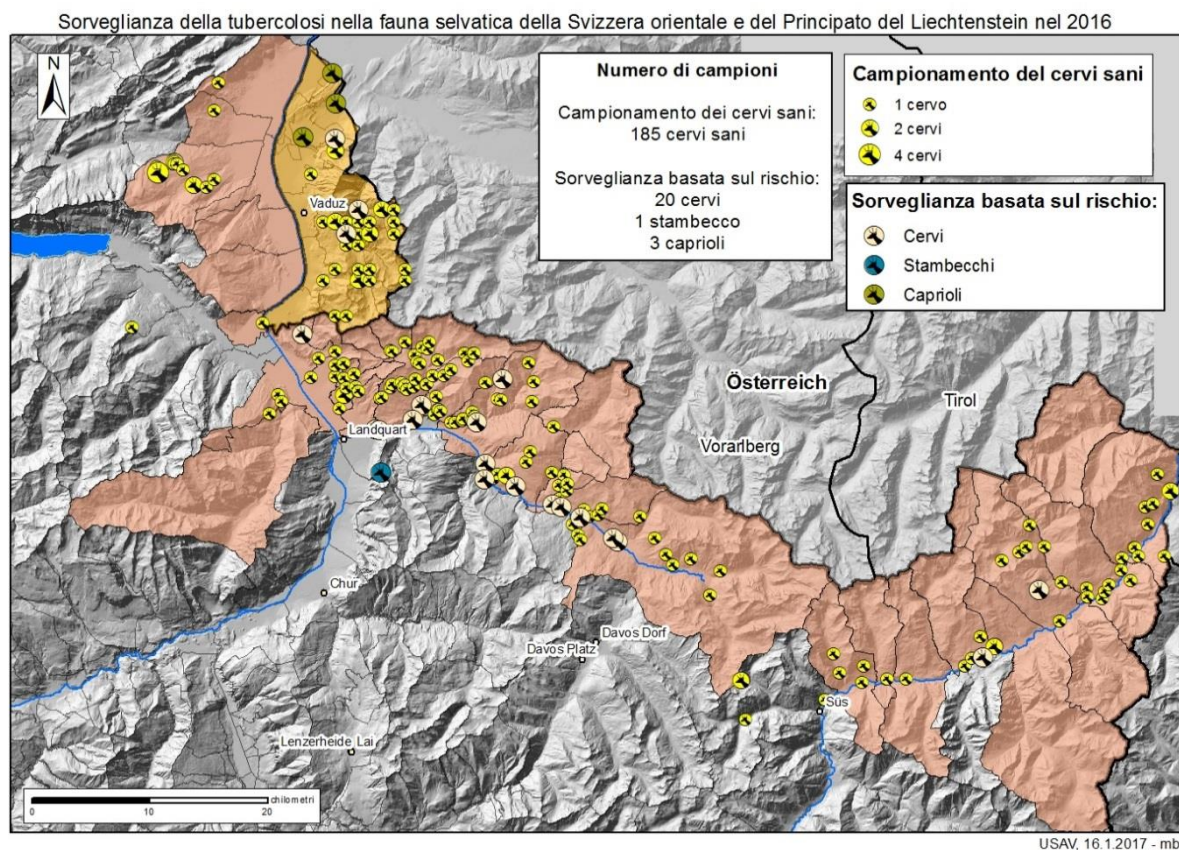 Sorveglianza della tubercolosi nella fauna selvatica della Svizzera orientale e del Principato del Liechtenstein nel 2016
N
Numero di campioni
Campionamento dei cervi sani:
185 cervi sani
Sorveglianza basata sul rischio:
20 cervi
1 stambecco
3 caprioli
Campionamento del cervi sani
1 cervo
2 cervi
4 cervi
Sorveglianza basata sul rischio:
Cervi
Stambecchi
Caprioli
Vaduz
Österreich
Tirol
Vorarlberg
Landquart
Chur
Davos Dorf
Davos Platz
Süs
Lenzerheide Lai
chilometri
0 10 20
USAV, 16.1.2017 - mb